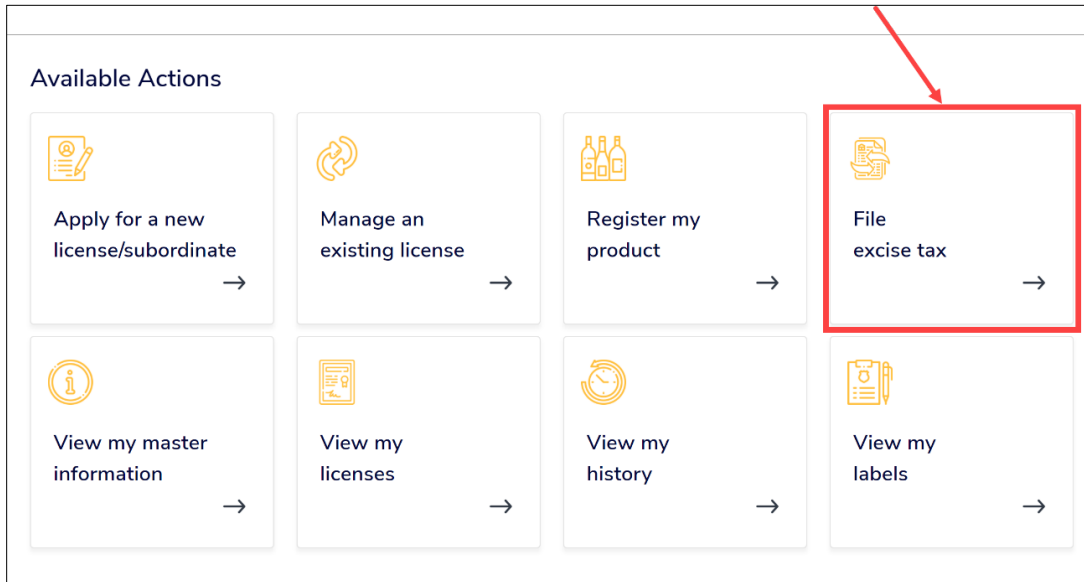 Available Actions
Apply for a new
license/subordinate
Manage an
existing license
Register my
product
File
excise tax
View my master
information
View my
licenses
View my
history
View my
labels